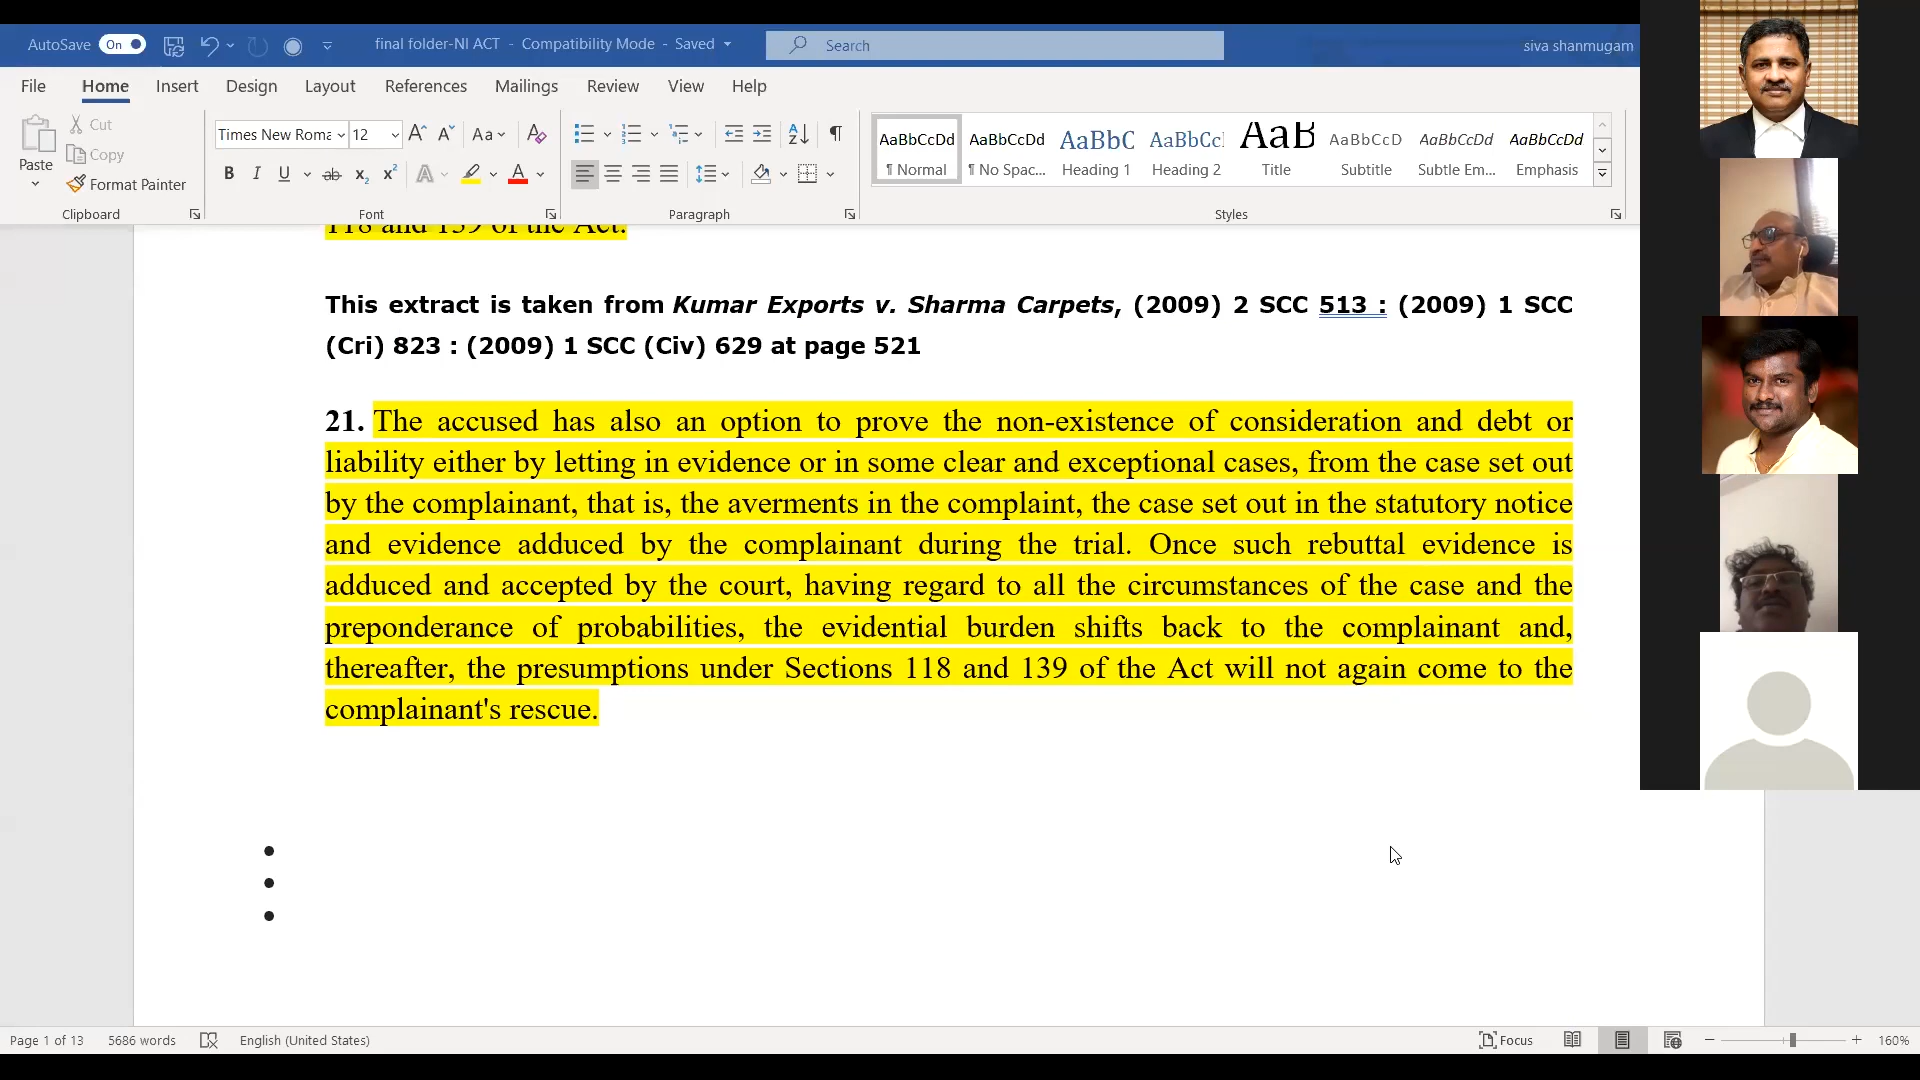 AutoSave On final folder-NI ACT - Compatibility Mode - Saved Search siva shanmugam
File Home Insert Design Layout References Mailings Review View Help
Paste Cut Copy Format Painter
Times New Roma 12
AaBbCcDd AaBbCcDd AaBbC AaBbCcI AaB AaBbCcD AaBbCcDd AaBbCcDd
¶ Normal ¶ No Spac... Heading 1 Heading 2 Title Subtitle Subtle Em... Emphasis
Clipboard Font Paragraph Styles
118 and 139 of the Act.
This extract is taken from Kumar Exports v. Sharma Carpets, (2009) 2 SCC 513 : (2009) 1 SCC
(Cri) 823 : (2009) 1 SCC (Civ) 629 at page 521
21. The accused has also an option to prove the non-existence of consideration and debt or
liability either by letting in evidence or in some clear and exceptional cases, from the case set out
by the complainant, that is, the averments in the complaint, the case set out in the statutory notice
and evidence adduced by the complainant during the trial. Once such rebuttal evidence is
adduced and accepted by the court, having regard to all the circumstances of the case and the
preponderance of probabilities, the evidential burden shifts back to the complainant and,
thereafter, the presumptions under Sections 118 and 139 of the Act will not again come to the
complainant's rescue.
Page 1 of 13 5686 words English (United States) Focus 160%